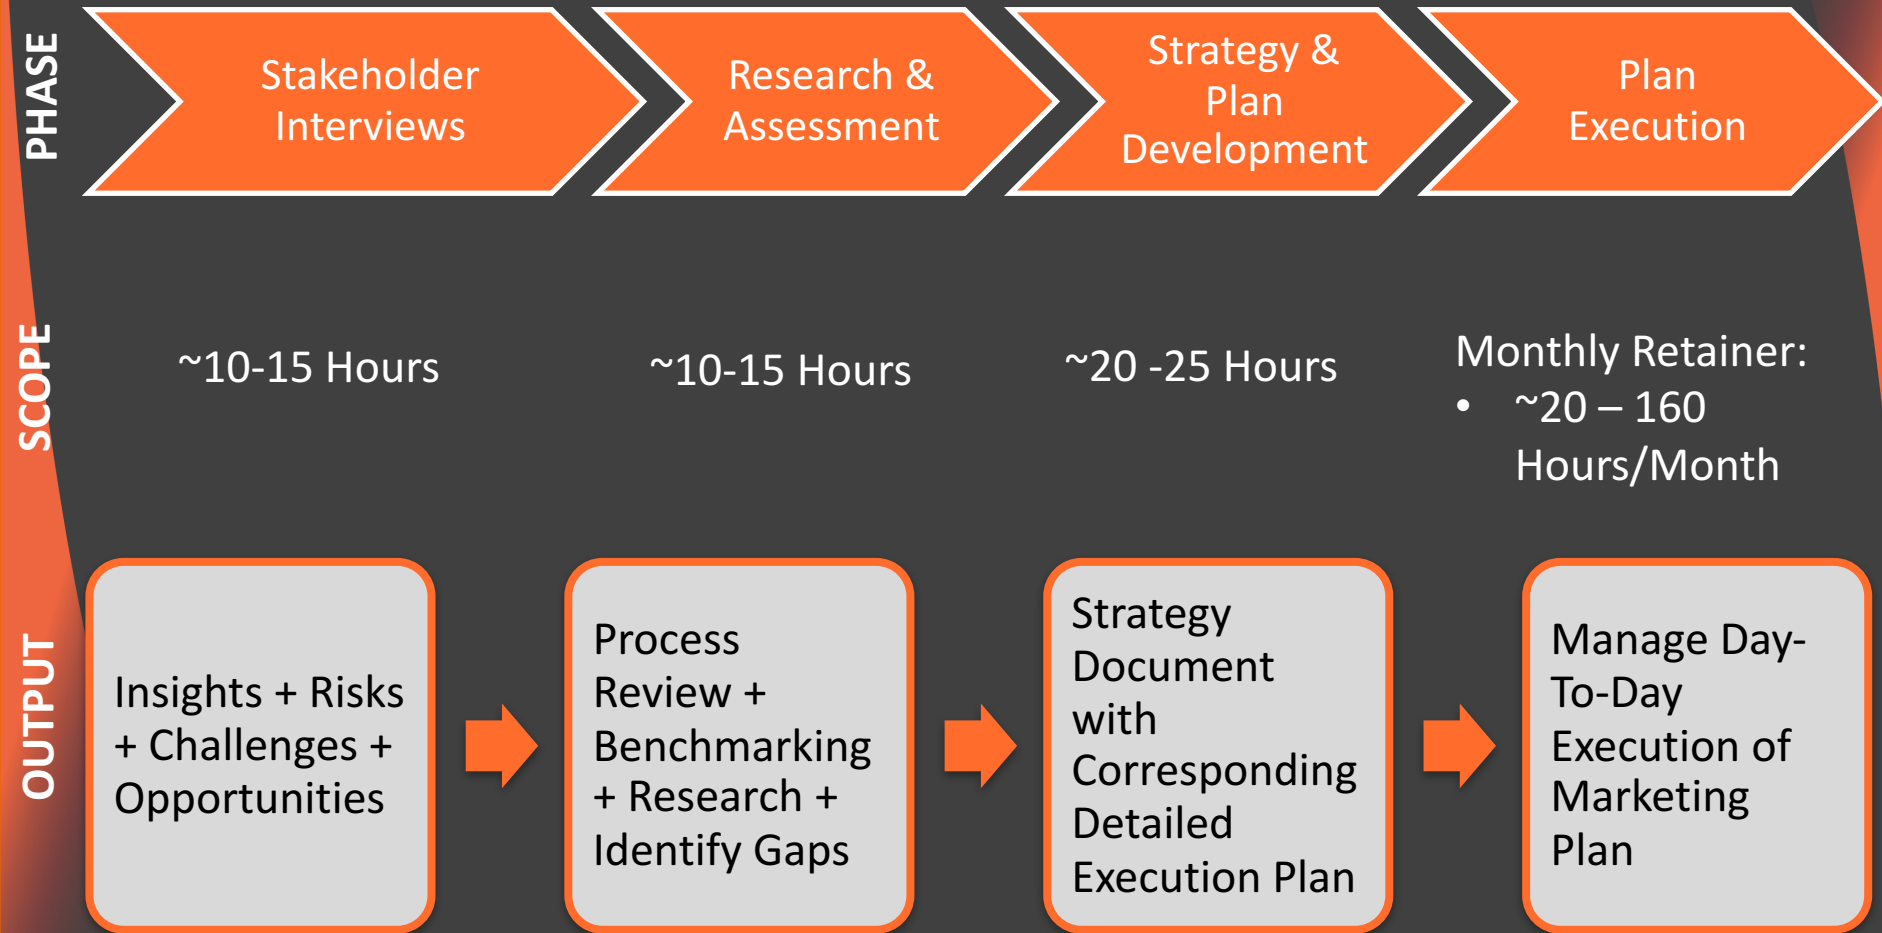 PHASE
Stakeholder
Interviews
Research &
Assessment
Strategy &
Plan
Development
Plan
Execution
SCOPE
~10-15 Hours
~10-15 Hours
~20 -25 Hours
Monthly Retainer:
• ~20 – 160
Hours/Month
OUTPUT
Insights + Risks
+ Challenges +
Opportunities
Process
Review +
Benchmarking
+ Research +
Identify Gaps
Strategy
Document
with
Corresponding
Detailed
Execution Plan
Manage Day-
To-Day
Execution of
Marketing
Plan